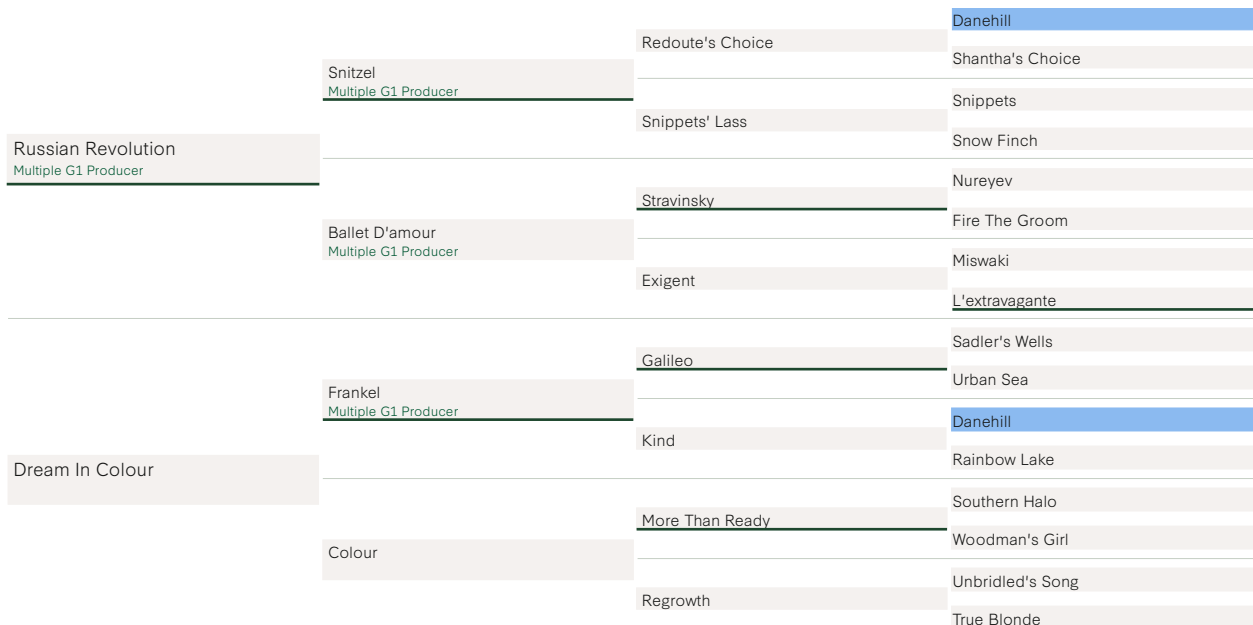 Russian Revolution
Multiple G1 Producer
Dream In Colour
Snitzel
Multiple G1 Producer
Ballet D'amour
Multiple G1 Producer
Frankel
Multiple G1 Producer
Colour
Redoute's Choice
Snippets' Lass
Stravinsky
Exigent
Galileo
Kind
More Than Ready
Regrowth
Danehill
Shantha's Choice
Snippets
Snow Finch
Nureyev
Fire The Groom
Miswaki
L'extravagante
Sadler's Wells
Urban Sea
Danehill
Rainbow Lake
Southern Halo
Woodman's Girl
Unbridled's Song
True Blonde